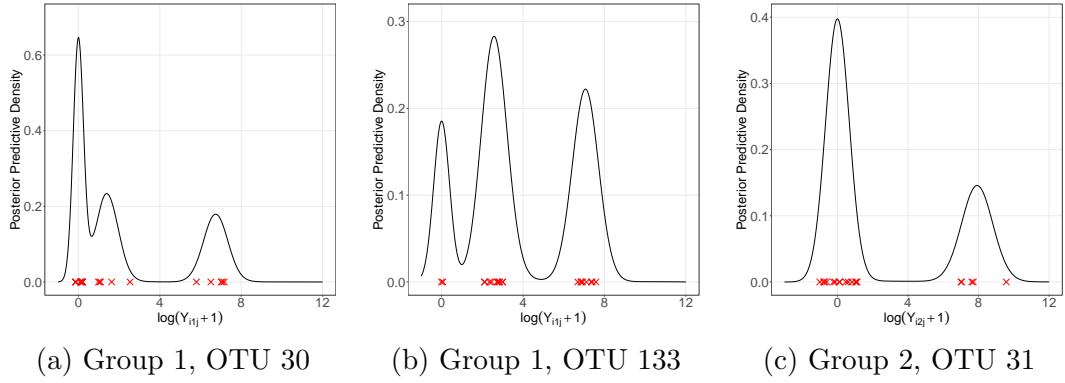 Posterior Predictive Density
0.6
0.4
0.2
0.0
0 4 8 12
log(Yi1j+1)
(a) Group 1, OTU 30
Posterior Predictive Density
0.3
0.2
0.1
0.0
0 4 8 12
log(Yi1j+1)
(b) Group 1, OTU 133
Posterior Predictive Density
0.4
0.3
0.2
0.1
0.0
0 4 8 12
log(Yi2j+1)
(c) Group 2, OTU 31